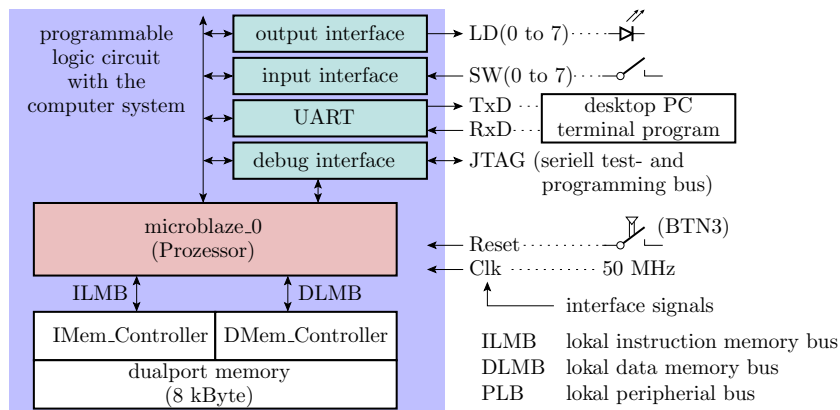 programmable
logic circuit
with the
computer system
output interface
input interface
UART
debug interface
LD(0 to 7)
SW(0 to 7)
TxD
RxD
desktop PC
terminal program
JTAG (seriell test- and
programming bus)
microblaze_0
(Prozessor)
Reset
(BTN3)
Clk
50 MHz
interface signals
ILMB
DLMB
IMem_Controller
DMem_Controller
dualport memory
(8 kByte)
ILMB lokal instruction memory bus
DLMB lokal data memory bus
PLB lokal peripherial bus